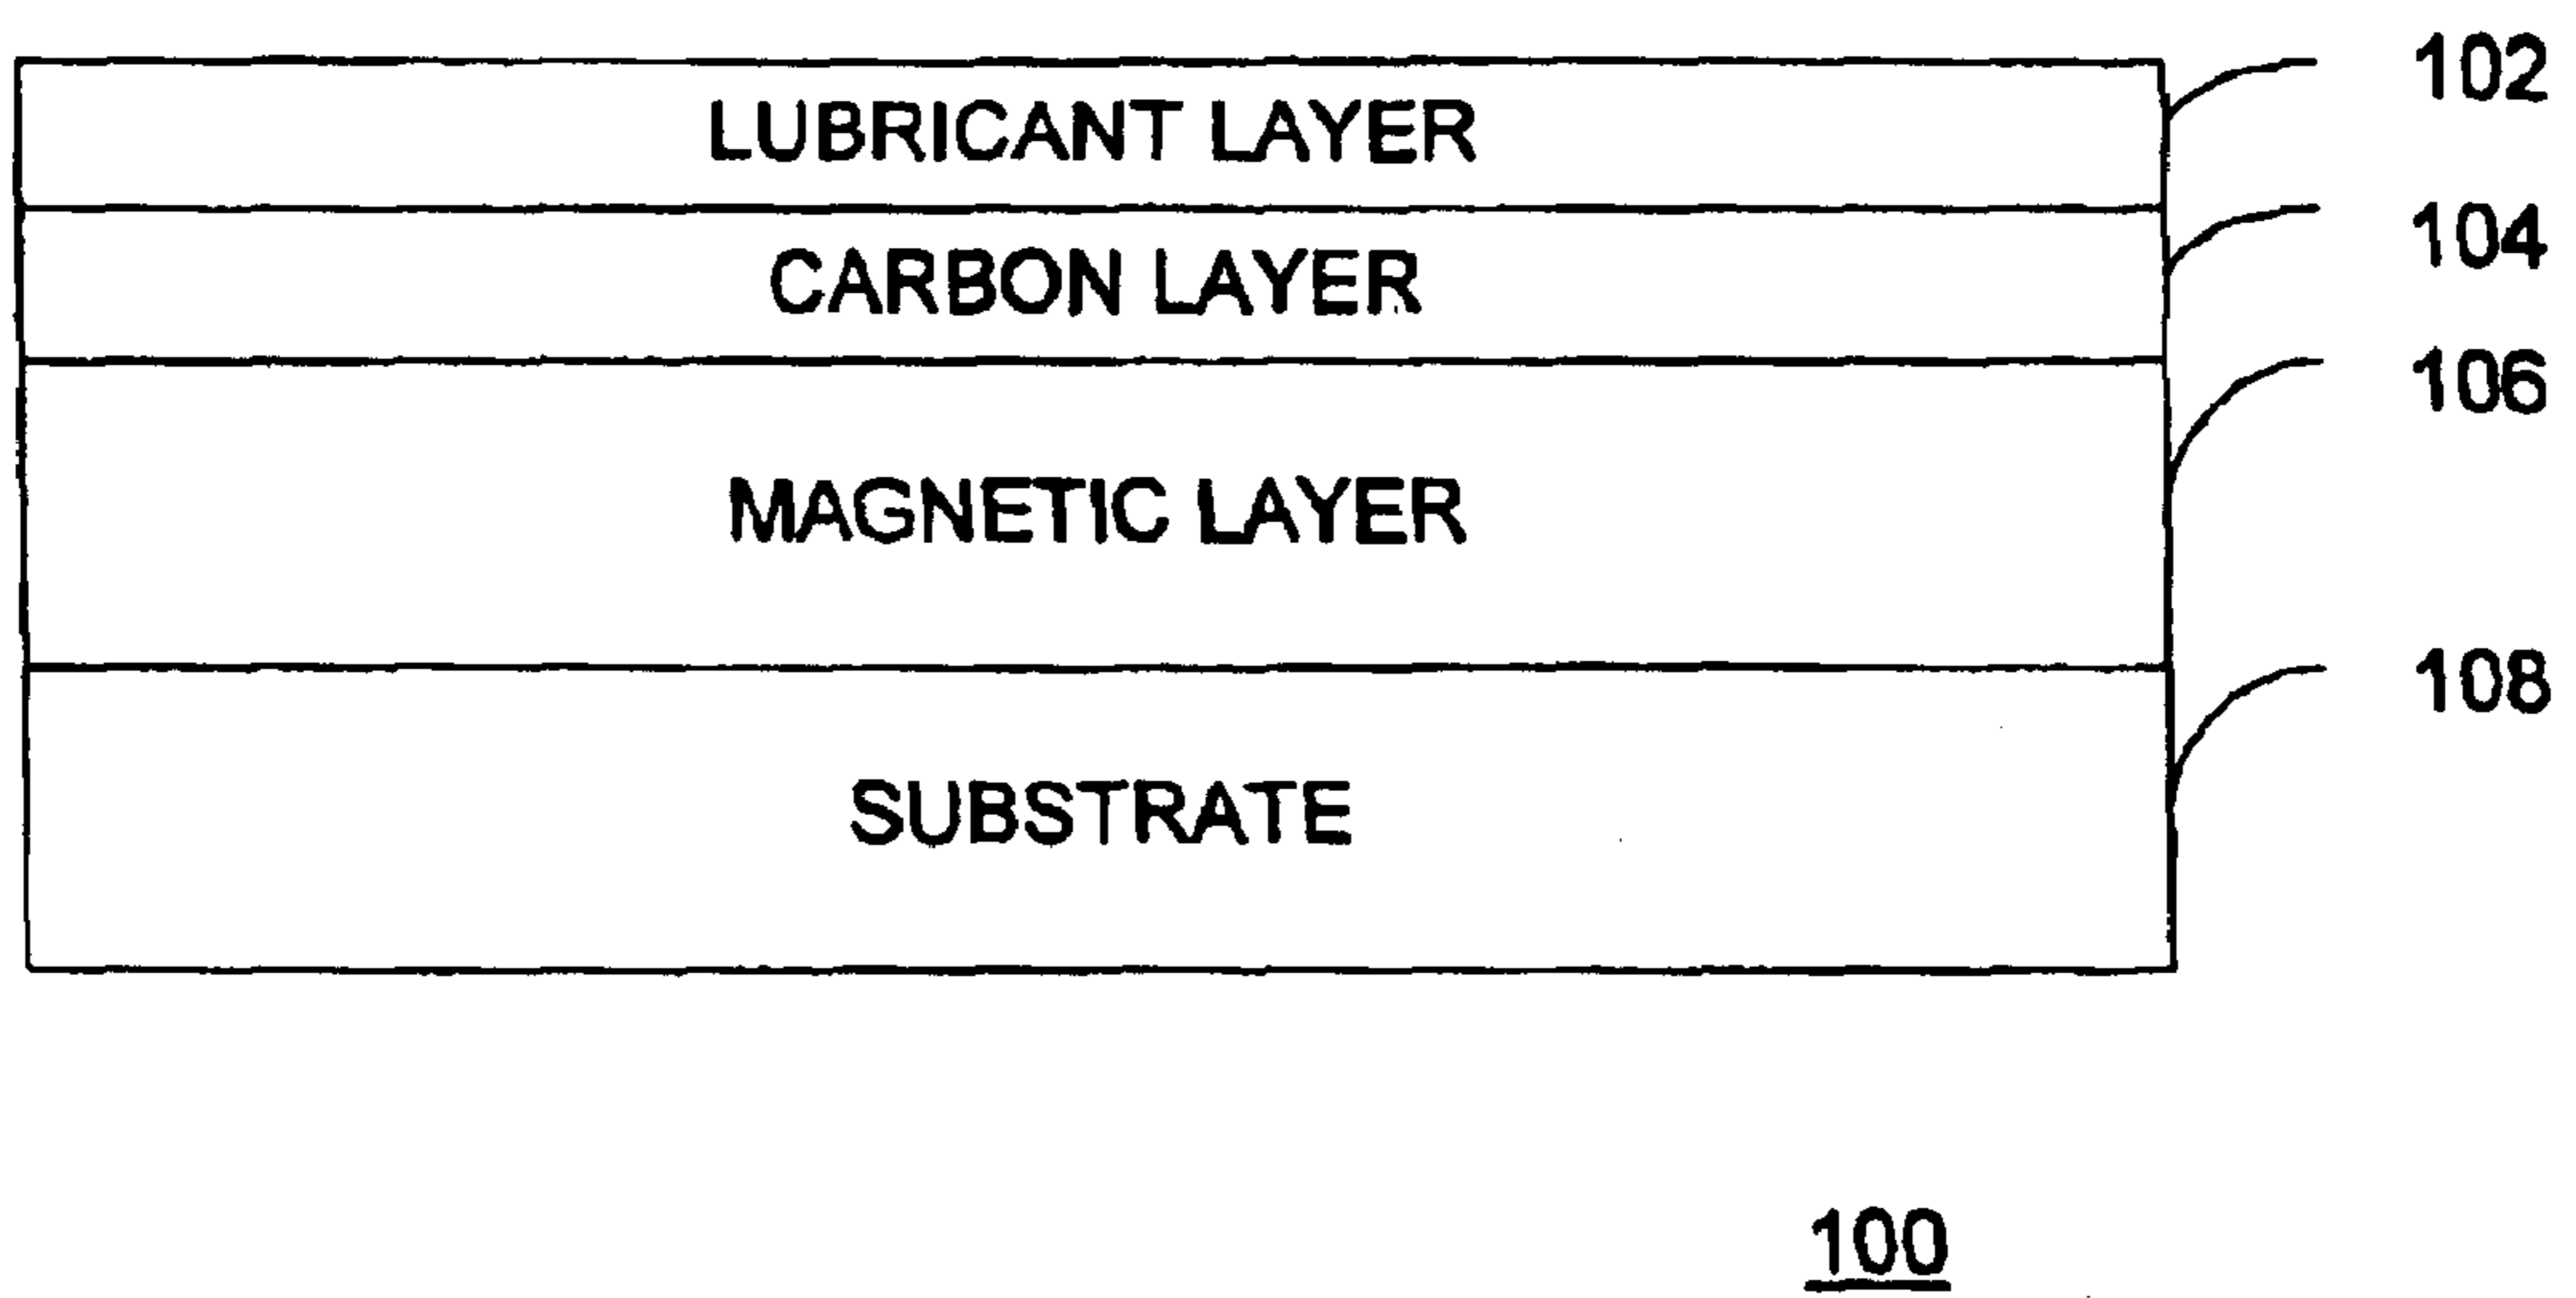 LUBRICANT LAYER 102
CARBON LAYER 104
MAGNETIC LAYER 106
SUBSTRATE 108
100